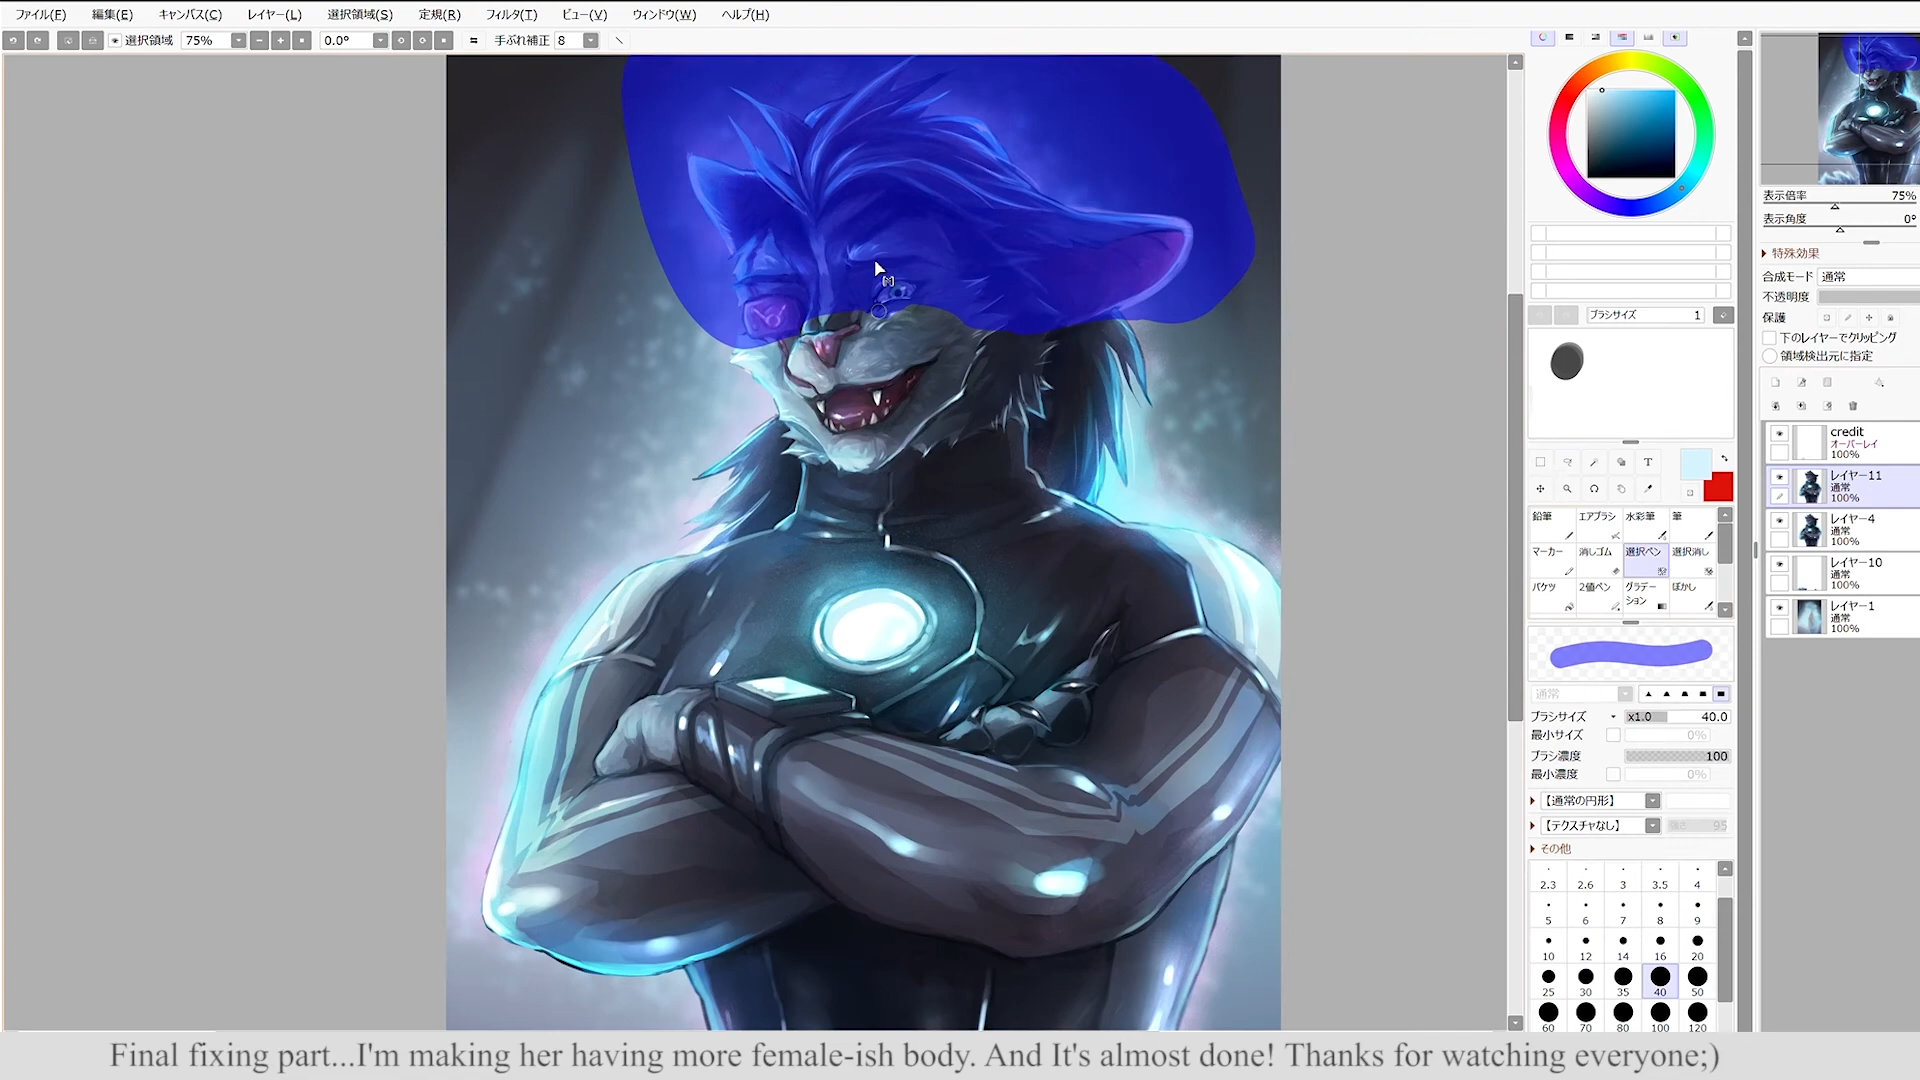 ファイル(F) 編集(E) キャンバス(C) レイヤー(L) 選択領域(S) 定規(R) フィルタ(T) ビュー(V) ウィンドウ(W) ヘルプ(H)
選択領域 75% 0.0° 手ぶれ補正 8
表示倍率 75%
表示角度 0°
特殊効果
合成モード 通常
不透明度
保護
下のレイヤーでクリッピング
領域検出元に指定
ブラシサイズ 1
credit
オーバーレイ
100%
レイヤー11
通常
100%
レイヤー4
通常
100%
レイヤー10
通常
100%
レイヤー1
通常
100%
T
鉛筆 エアブラシ 水彩筆 筆
マーカー 消しゴム 選択ペン 選択消し
バケツ 2値ペン グラデーション ぼかし
通常
ブラシサイズ x1.0 40.0
最小サイズ 0%
ブラシ濃度 100
最小濃度 0%
【通常の円形】
【テクスチャなし】 強さ 95
その他
2.3 2.6 3 3.5 4
5 6 7 8 9
10 12 14 16 20
25 30 35 40 50
60 70 80 100 120
Final fixing part...I'm making her having more female-ish body. And It's almost done! Thanks for watching everyone;)